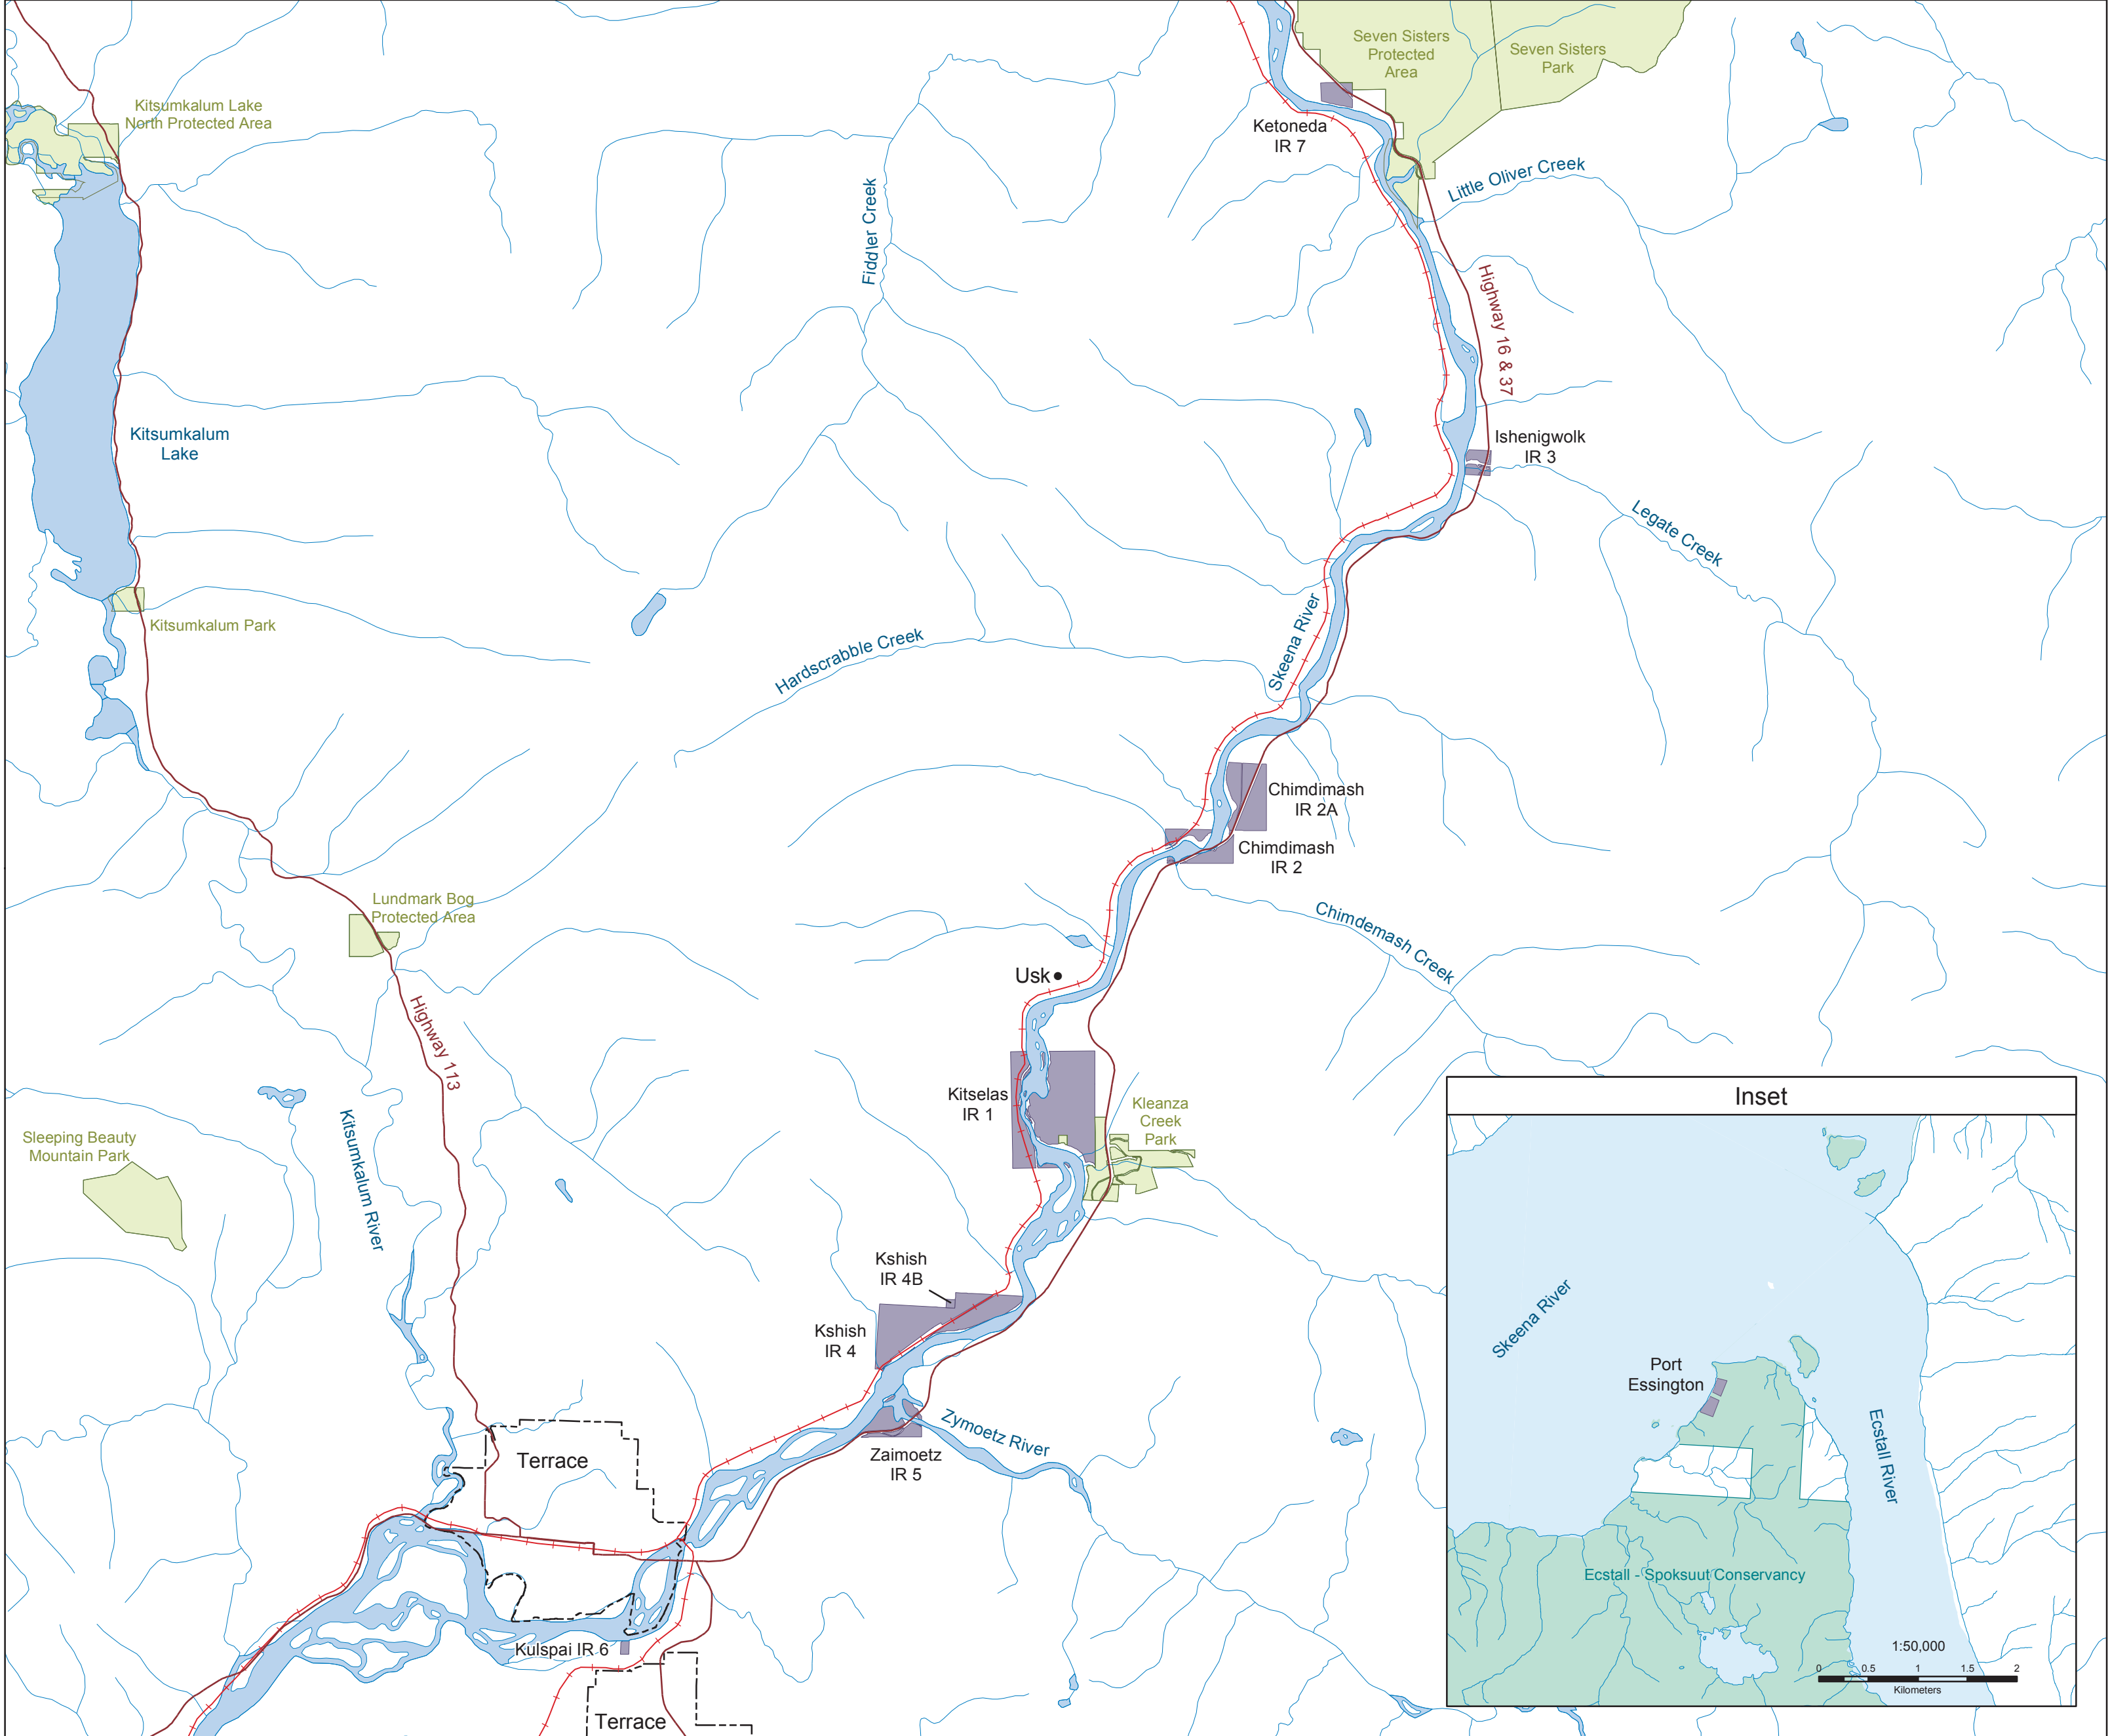 Seven Sisters
Protected
Area
Seven Sisters
Park
Kitsumkalum Lake
North Protected Area
Ketoneda
IR 7
Little Oliver Creek
Fiddler Creek
Highway 16 & 37
Kitsumkalum
Lake
Ishenigwolk
IR 3
Legate Creek
Skeena River
Kitsumkalum Park
Hardscrabble Creek
Chimdimash
IR 2A
Chimdimash
IR 2
Lundmark Bog
Protected Area
Chimdemash Creek
Usk
Highway 113
Kitselas
IR 1
Kleanza
Creek
Park
Kitsumkalum River
Sleeping Beauty
Mountain Park
Kshish
IR 4B
Kshish
IR 4
Zymoetz River
Zaimoetz
IR 5
Terrace
Kulspai IR 6
Terrace
Inset
Skeena River
Port
Essington
Ecstall River
Ecstall - Spoksuut Conservancy
1:50,000
0 0.5 1 1.5 2
Kilometers